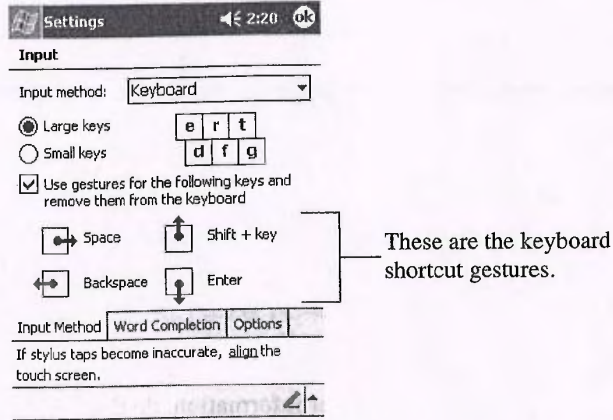 Settings 2:20 ok
Input
Input method: Keyboard
Large keys e r t
Small keys d f g
Use gestures for the following keys and
remove them from the keyboard
Space Shift + key
Backspace Enter
These are the keyboard
shortcut gestures.
Input Method Word Completion Options
If stylus taps become inaccurate, align the
touch screen.